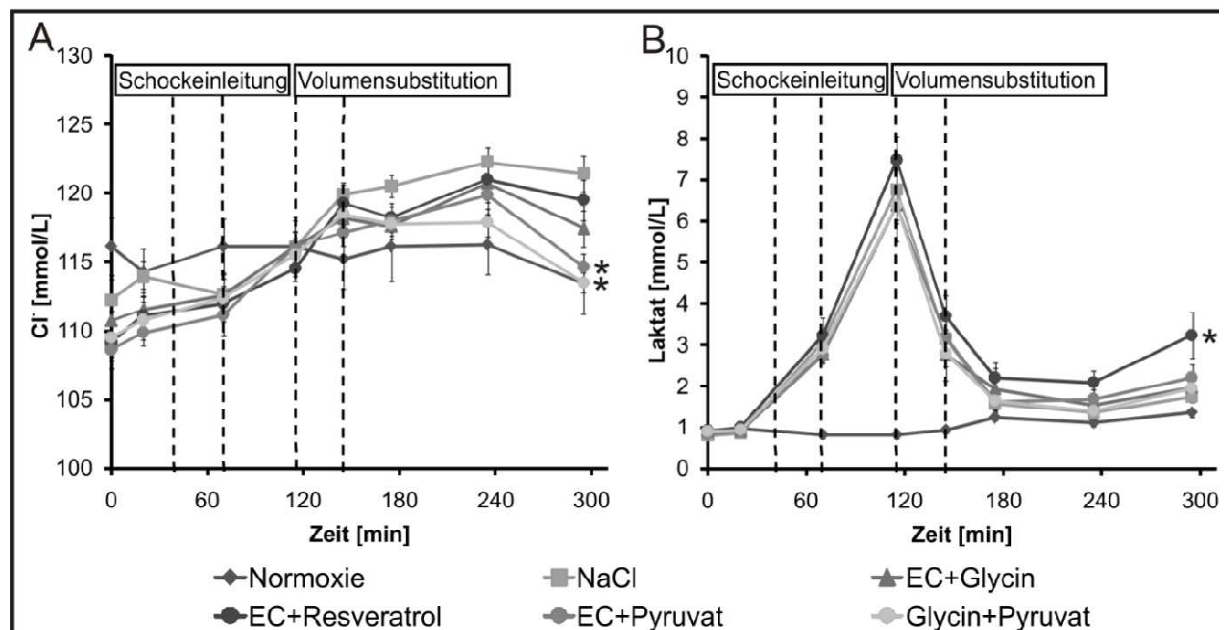 A
130
125
120
115
110
105
100
Cl- [mmol/L]
Schockeinleitung
Volumensubstitution
*
*
0
60
120
180
240
300
Zeit [min]
B
10
9
8
7
6
5
4
3
2
1
0
Laktat [mmol/L]
Schockeinleitung
Volumensubstitution
*
0
60
120
180
240
300
Zeit [min]
Normoxie
NaCl
EC+Glycin
EC+Resveratrol
EC+Pyruvat
Glycin+Pyruvat